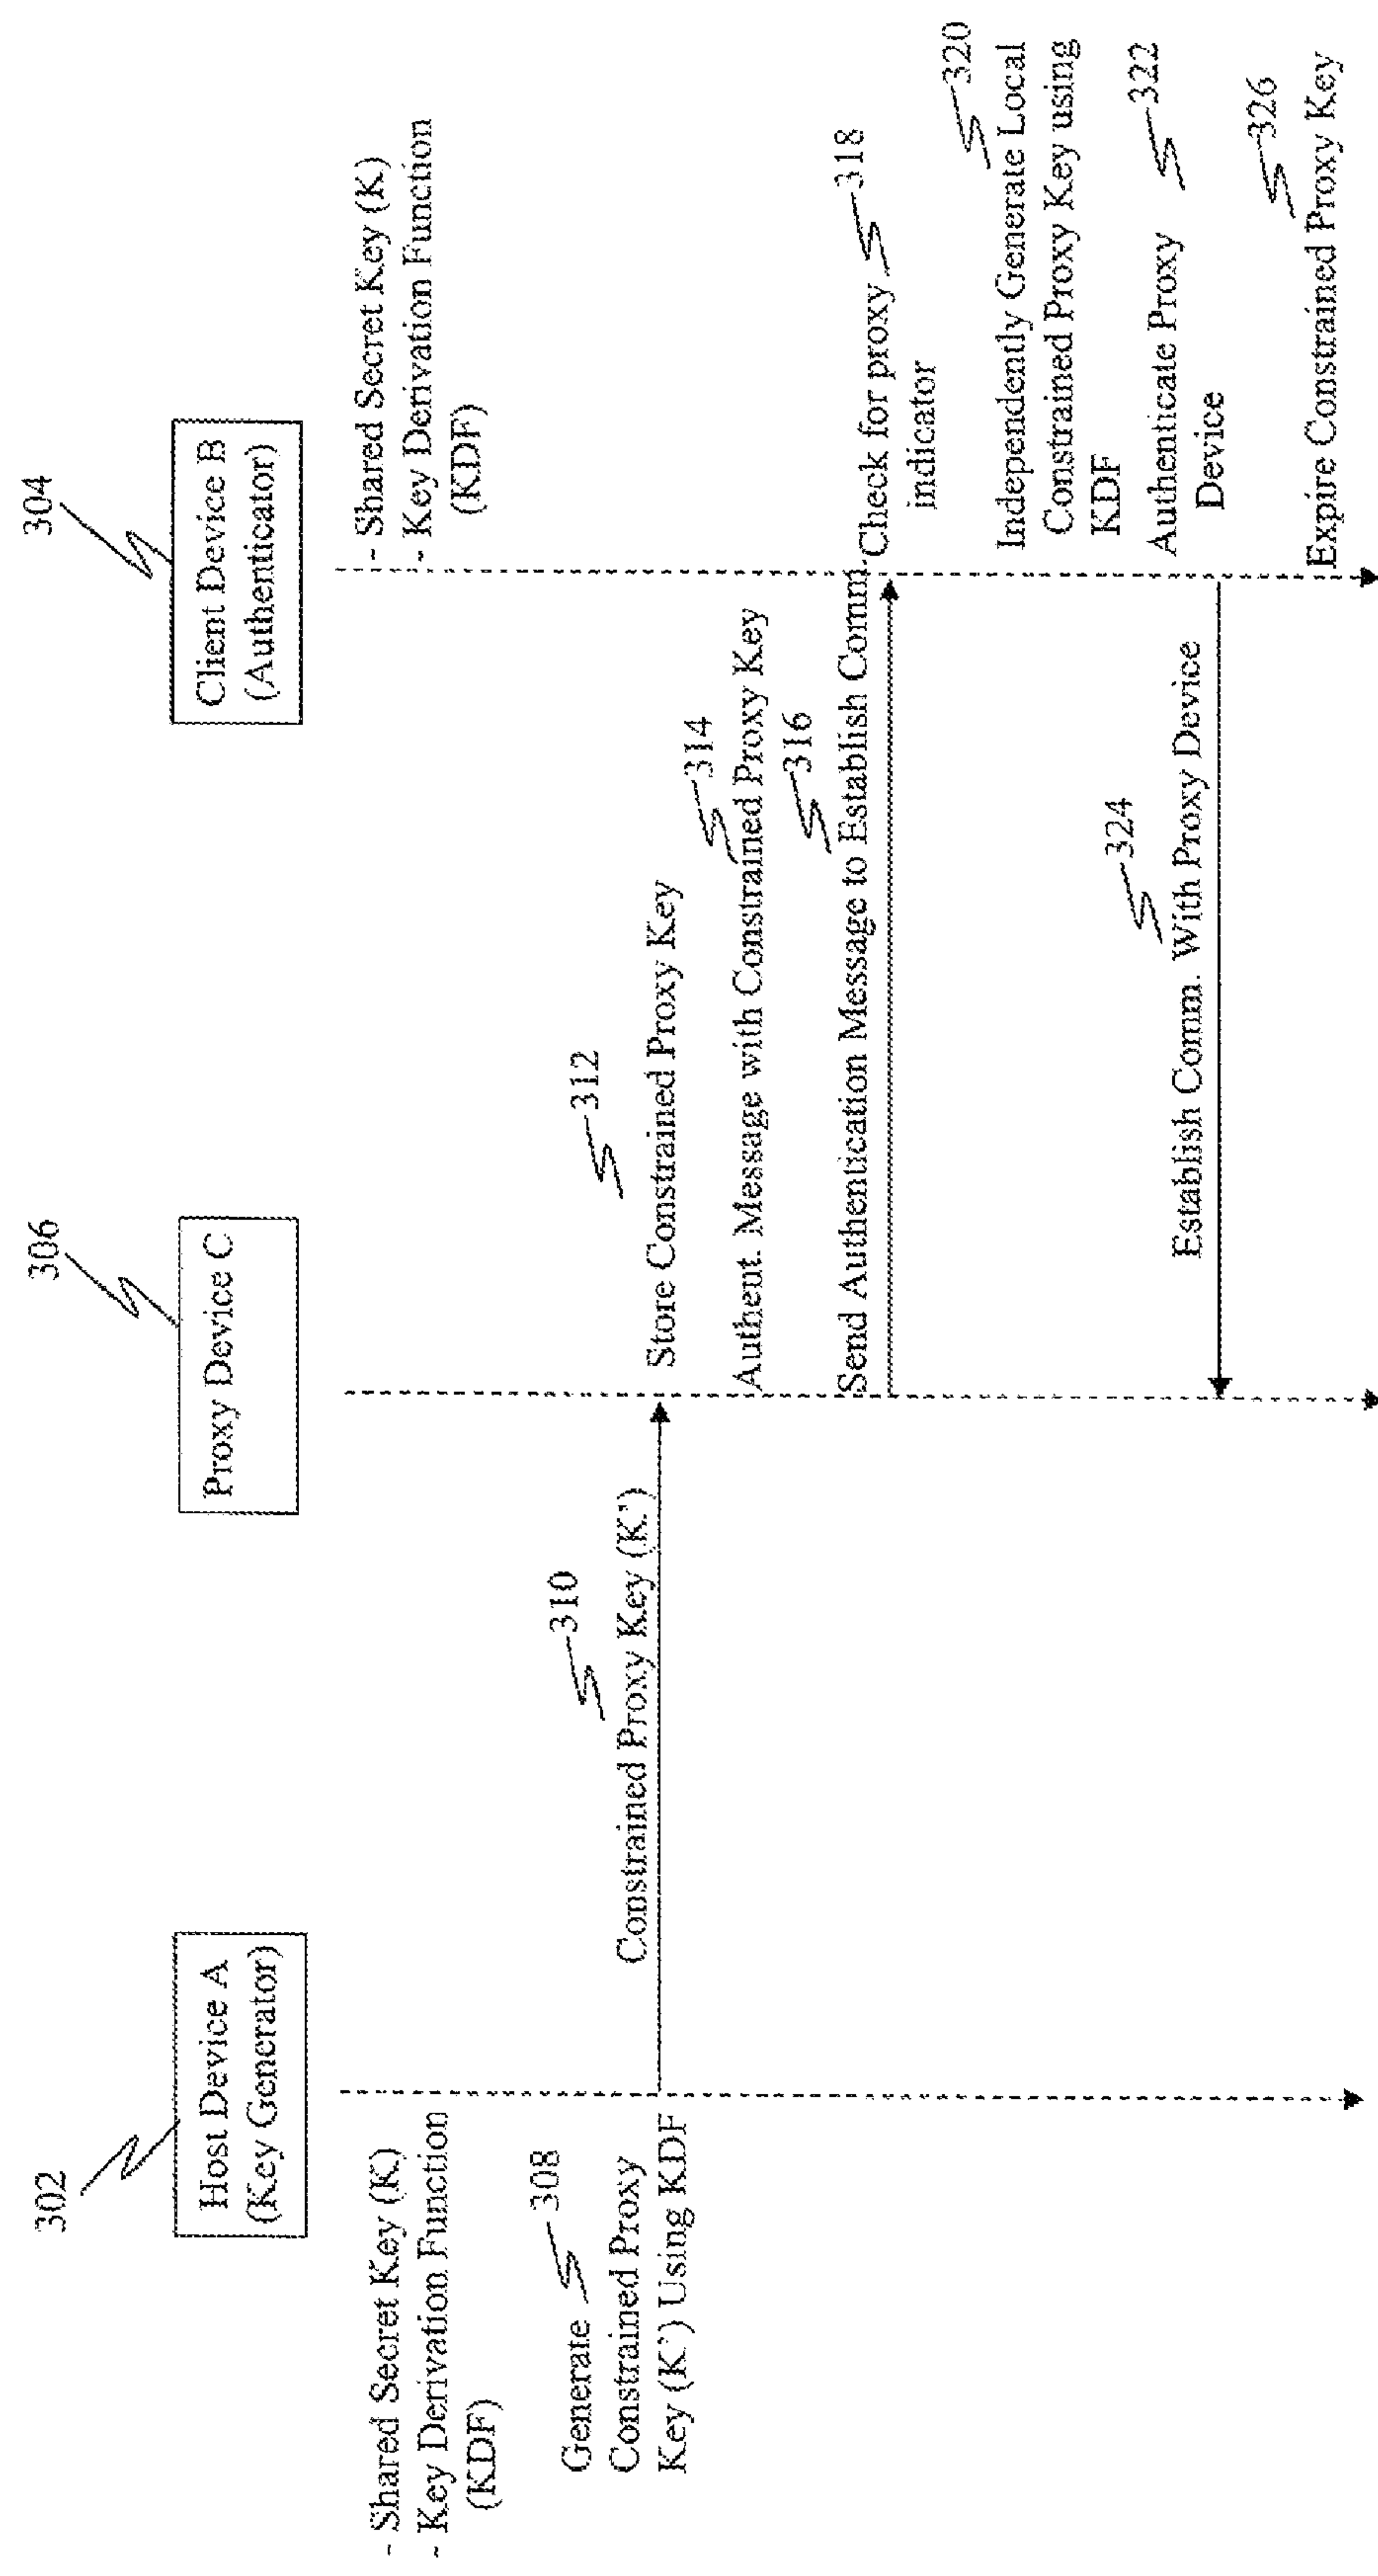 302
Host Device A
(Key Generator)
306
Proxy Device C
304
Client Device B
(Authenticator)
- Shared Secret Key (K)
- Key Derivation Function
(KDF)
- Shared Secret Key (K)
- Key Derivation Function
(KDF)
Generate
308
Constrained Proxy
Key (K') Using KDF
310
Constrained Proxy Key (K')
312
Store Constrained Proxy Key
314
Authent. Message with Constrained Proxy Key
316
Send Authentication Message to Establish Comm.
Check for proxy
318
indicator
320
Independently Generate Local
Constrained Proxy Key using
KDF
Authenticate Proxy
322
Device
324
Establish Comm. With Proxy Device
326
Expire Constrained Proxy Key